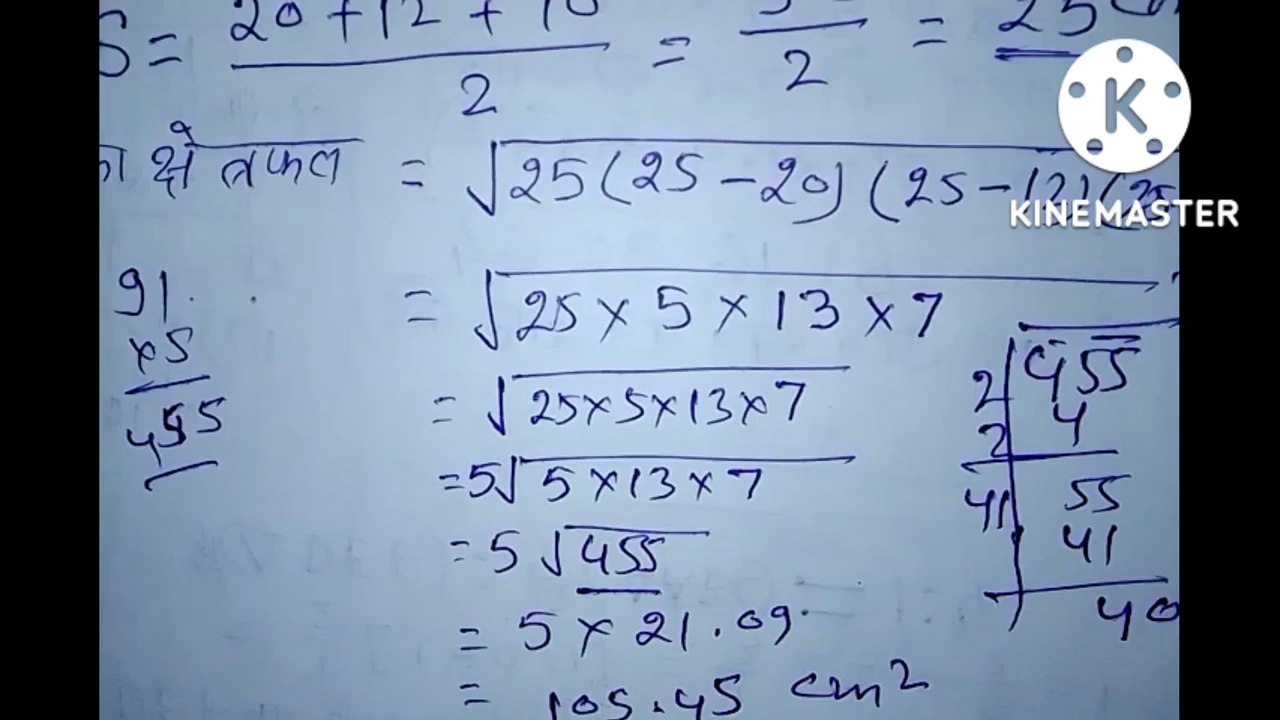 S = 20 + 12 + 18 / 2 = / 2 = 25
K
का क्षेत्रफल = √25(25-20)(25-12)(25
KINEMASTER
= √25 × 5 × 13 × 7
91
×5
455
= √25×5×13×7
= 5√5×13×7
= 5√455
= 5 × 21.09
= 105.45 cm²
2 455
2 4
41 55
41
40